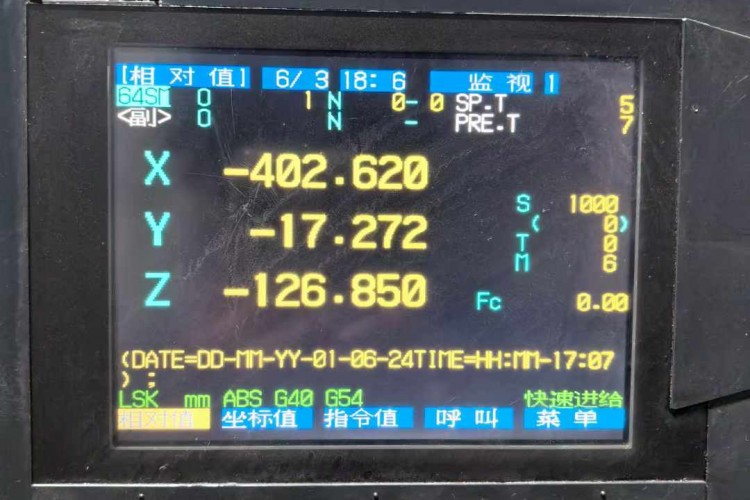 [相 对 值] 6/ 3 18: 6 监 视 1
64SM O 1 N 0- 0 SP.T 5
<副> O N - PRE.T 7
X -402.620
Y -17.272
S 1000
( 0)
T 0
M 6
Z -126.850
Fc 0.00
(DATE=DD-MM-YY-01-06-24TIME=HH:MM-17:07
) ;
LSK mm ABS G40 G54 快速进给
相对值 坐标值 指令值 呼 叫 菜 单